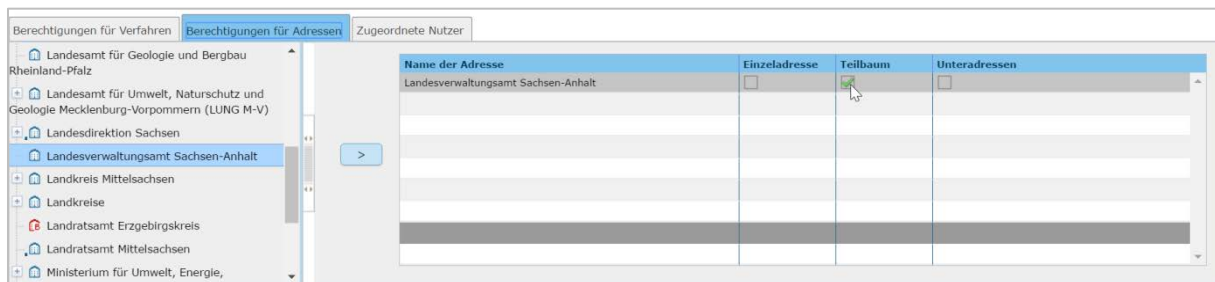 Berechtigungen für Verfahren
Berechtigungen für Adressen
Zugeordnete Nutzer
Landesamt für Geologie und Bergbau
Rheinland-Pfalz
Landesamt für Umwelt, Naturschutz und
Geologie Mecklenburg-Vorpommern (LUNG M-V)
Landesdirektion Sachsen
Landesverwaltungsamt Sachsen-Anhalt
Landkreis Mittelsachsen
Landkreise
Landratsamt Erzgebirgskreis
Landratsamt Mittelsachsen
Ministerium für Umwelt, Energie,
>
Name der Adresse Einzeladresse Teilbaum Unteradressen
Landesverwaltungsamt Sachsen-Anhalt